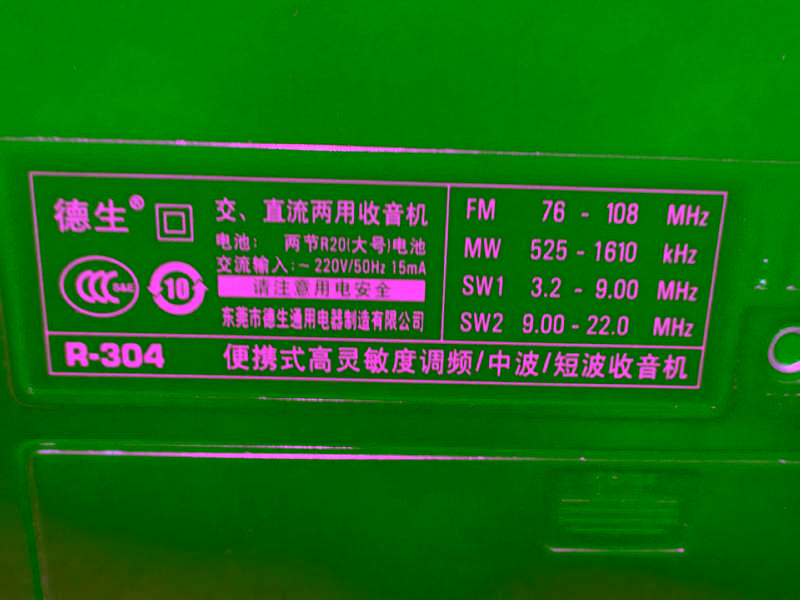 德生®
交、直流两用收音机
电池： 两节R20(大号)电池
交流输入：～220V/50Hz 15mA
请注意用电安全
东莞市德生通用电器制造有限公司
CCC S&E
10
FM 76 - 108 MHz
MW 525 - 1610 kHz
SW1 3.2 - 9.00 MHz
SW2 9.00 - 22.0 MHz
R-304 便携式高灵敏度调频/中波/短波收音机